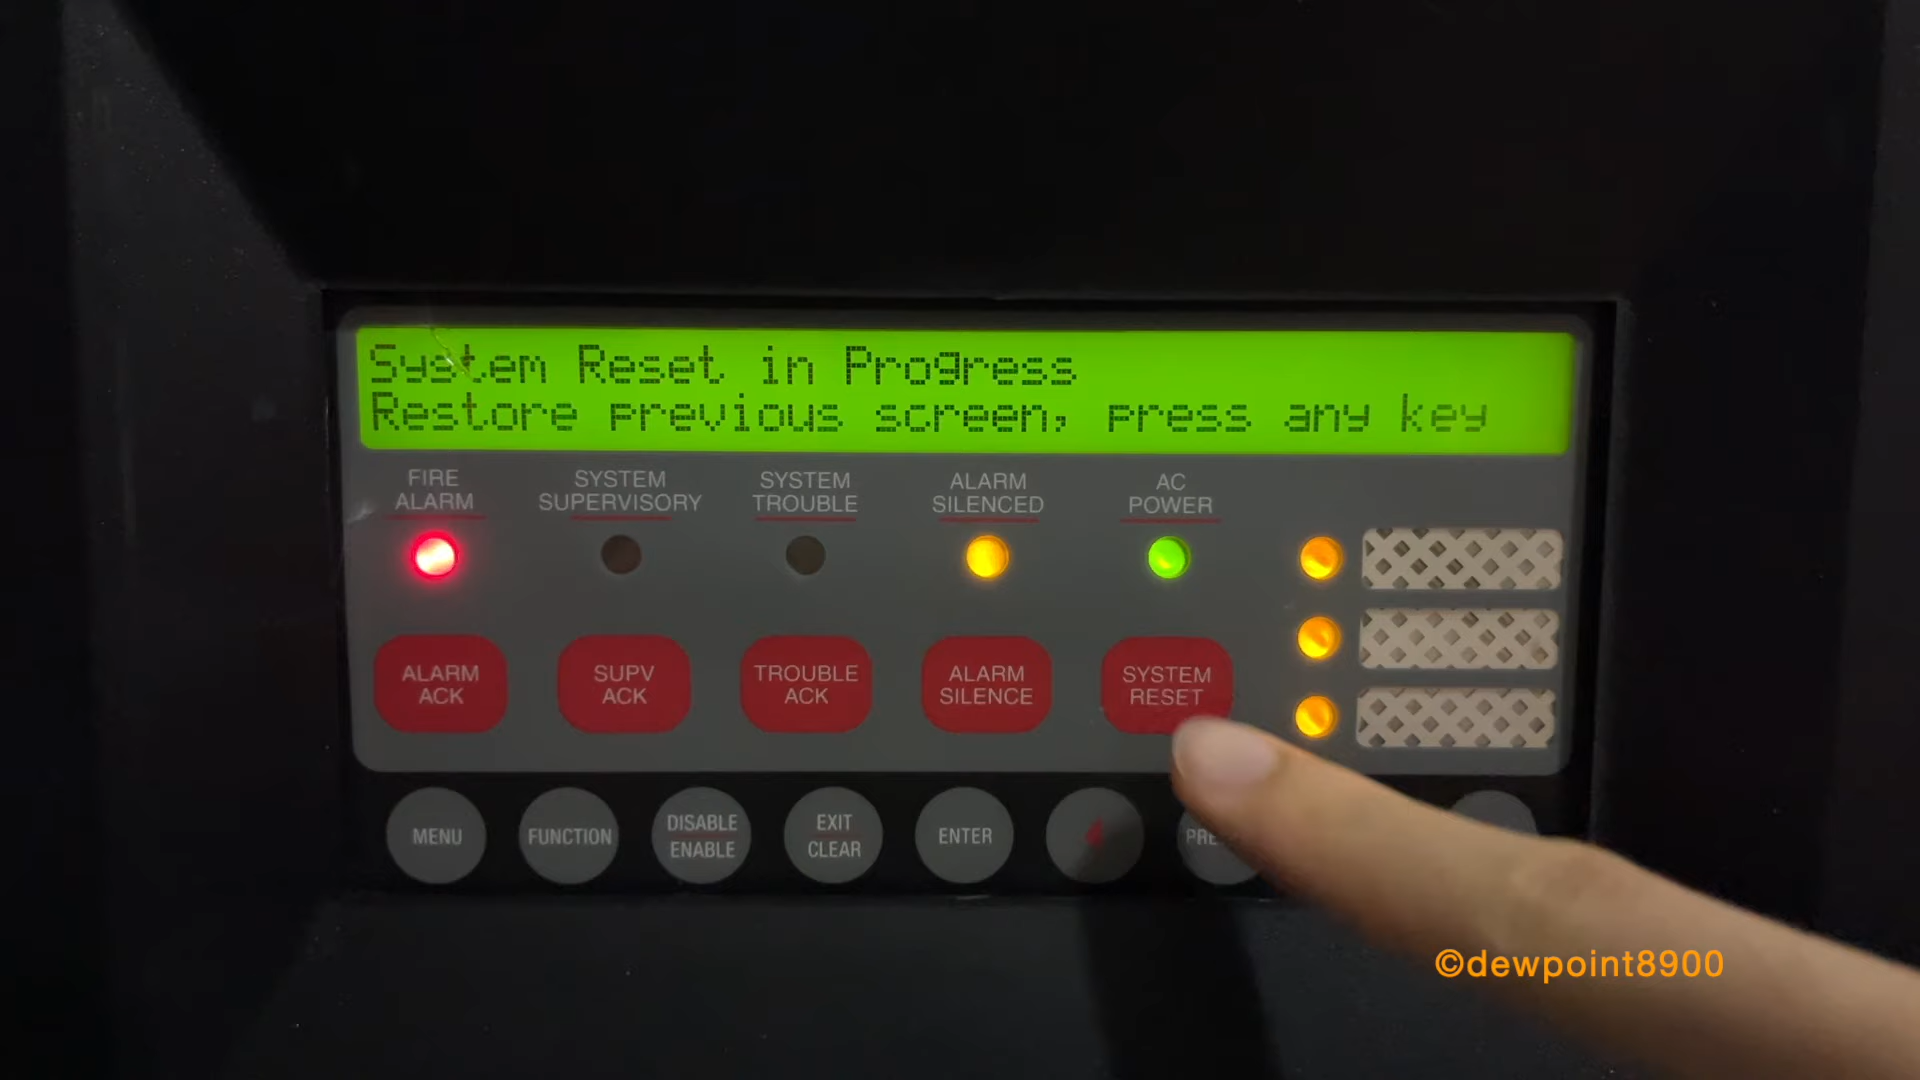 System Reset in Progress
Restore previous screen, press any key
FIRE
ALARM
SYSTEM
SUPERVISORY
SYSTEM
TROUBLE
ALARM
SILENCED
AC
POWER
ALARM
ACK
SUPV
ACK
TROUBLE
ACK
ALARM
SILENCE
SYSTEM
RESET
MENU
FUNCTION
DISABLE
ENABLE
EXIT
CLEAR
ENTER
PRE
©dewpoint8900